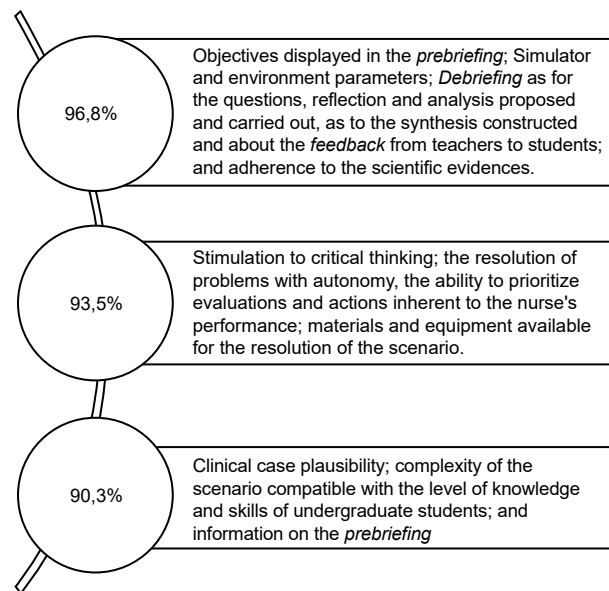 96,8%
Objectives displayed in the prebriefing; Simulator
and environment parameters; Debriefing as for
the questions, reflection and analysis proposed
and carried out, as to the synthesis constructed
and about the feedback from teachers to students;
and adherence to the scientific evidences.
93,5%
Stimulation to critical thinking; the resolution of
problems with autonomy, the ability to prioritize
evaluations and actions inherent to the nurse's
performance; materials and equipment available
for the resolution of the scenario.
90,3%
Clinical case plausibility; complexity of the
scenario compatible with the level of knowledge
and skills of undergraduate students; and
information on the prebriefing